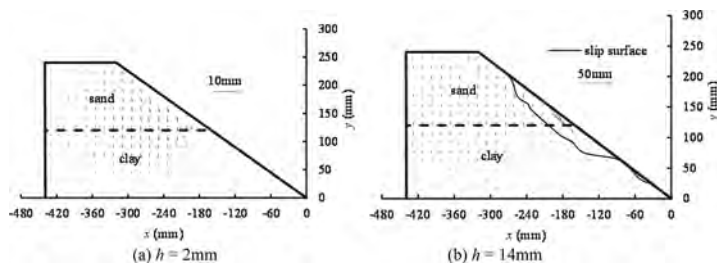 300
250
200
150
100
50
0
y (mm)
10mm
sand
clay
-480 -420 -360 -300 -240 -180 -120 -60 0
x (mm)
(a) h = 2mm
300
250
200
150
100
50
0
y (mm)
slip surface
50mm
sand
clay
-480 -420 -360 -300 -240 -180 -120 -60 0
x (mm)
(b) h = 14mm